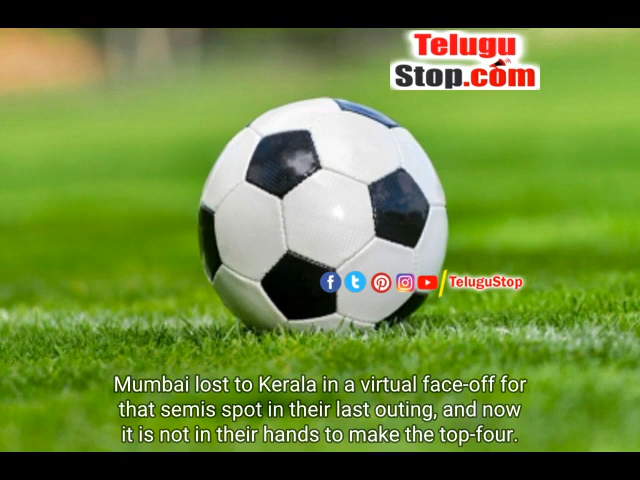 Telugu
Stop.com
TeluguStop
Mumbai lost to Kerala in a virtual face-off for
that semis spot in their last outing, and now
it is not in their hands to make the top-four.